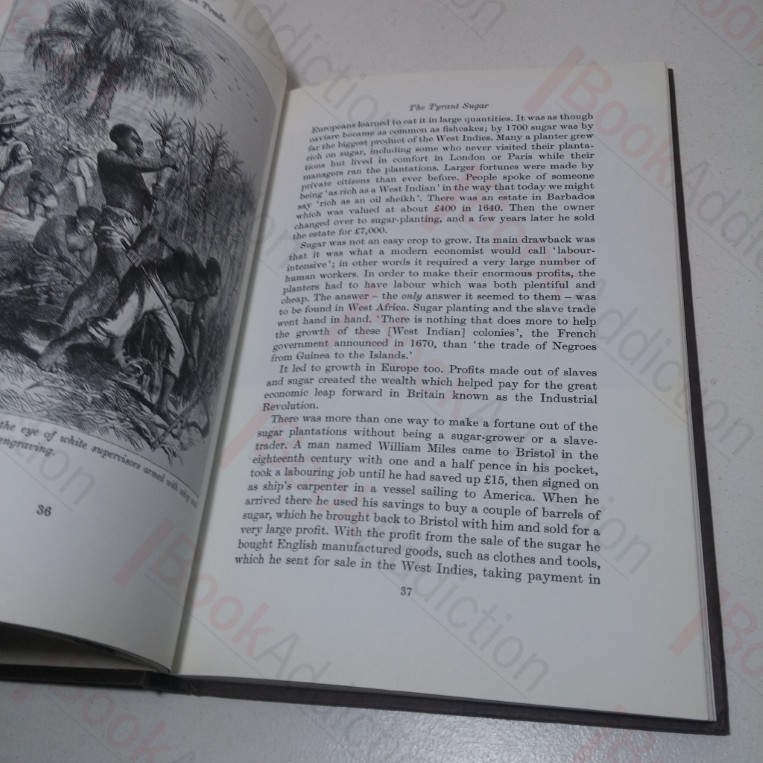 Trade
the eye of white supervisors armed with whip and
engraving.
36
The Tyrant Sugar
Europeans learned to eat it in large quantities. It was as though
caviare became as common as fishcakes; by 1700 sugar was by
far the biggest product of the West Indies. Many a planter grew
rich on sugar, including some who never visited their planta-
tions but lived in comfort in London or Paris while their
managers ran the plantations. Larger fortunes were made by
private citizens than ever before. People spoke of someone
being 'as rich as a West Indian' in the way that today we might
say 'rich as an oil sheikh'. There was an estate in Barbados
which was valued at about £400 in 1640. Then the owner
changed over to sugar-planting, and a few years later he sold
the estate for £7,000.
Sugar was not an easy crop to grow. Its main drawback was
that it was what a modern economist would call 'labour-
intensive'; in other words it required a very large number of
human workers. In order to make their enormous profits, the
planters had to have labour which was both plentiful and
cheap. The answer – the only answer it seemed to them – was
to be found in West Africa. Sugar planting and the slave trade
went hand in hand. 'There is nothing that does more to help
the growth of these [West Indian] colonies', the French
government announced in 1670, than 'the trade of Negroes
from Guinea to the Islands.'
It led to growth in Europe too. Profits made out of slaves
and sugar created the wealth which helped pay for the great
economic leap forward in Britain known as the Industrial
Revolution.
There was more than one way to make a fortune out of the
sugar plantations without being a sugar-grower or a slave-
trader. A man named William Miles came to Bristol in the
eighteenth century with one and a half pence in his pocket,
took a labouring job until he had saved up £15, then signed on
as ship's carpenter in a vessel sailing to America. When he
arrived there he used his savings to buy a couple of barrels of
sugar, which he brought back to Bristol with him and sold for a
very large profit. With the profit from the sale of the sugar he
bought English manufactured goods, such as clothes and tools,
which he sent for sale in the West Indies, taking payment in
37
BookAddiction